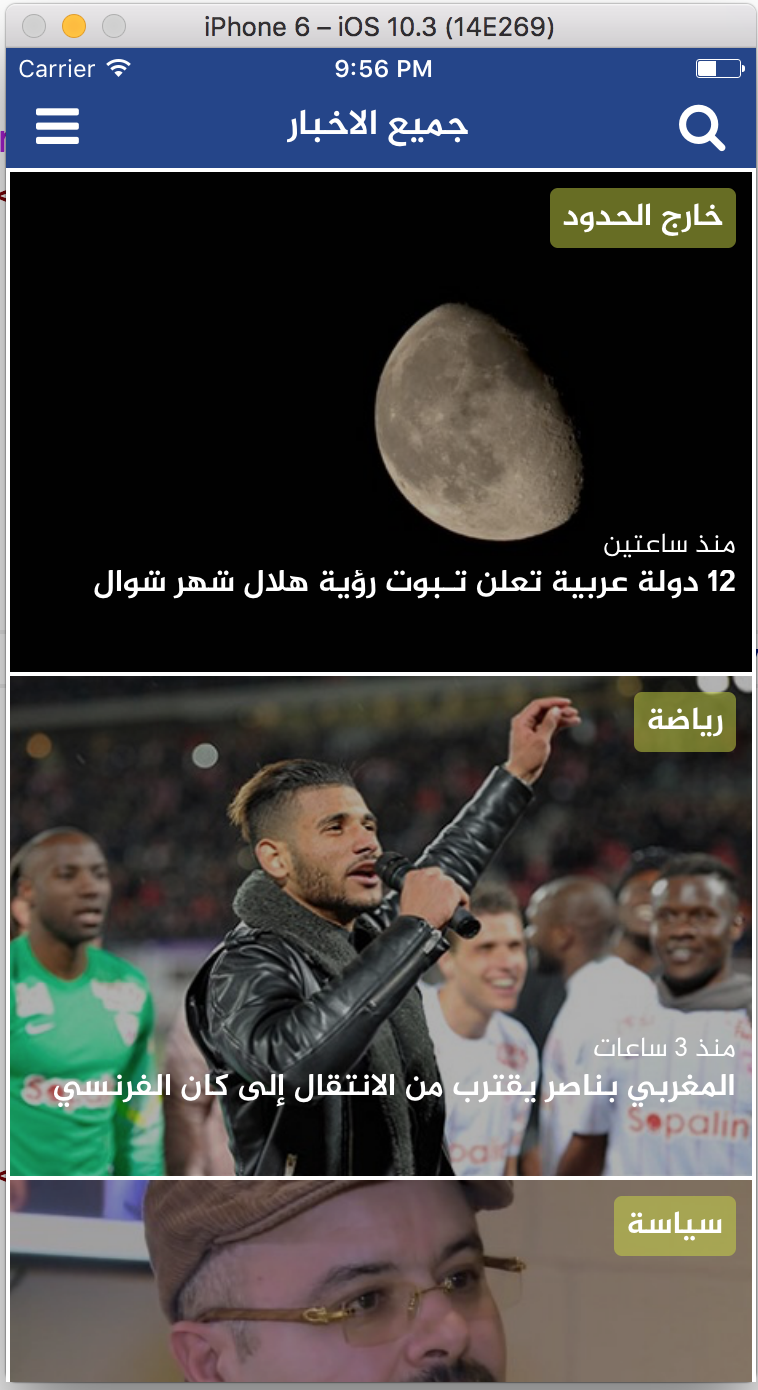 iPhone 6 – iOS 10.3 (14E269)
Carrier 9:56 PM
جميع الاخبار
خارج الحدود
منذ ساعتين
12 دولة عربية تعلن ثـبوت رؤية هلال شهر شوال
رياضة
منذ 3 ساعات
المغربي بناصر يقترب من الانتقال إلى كان الفرنسي
Sopalin
سياسة